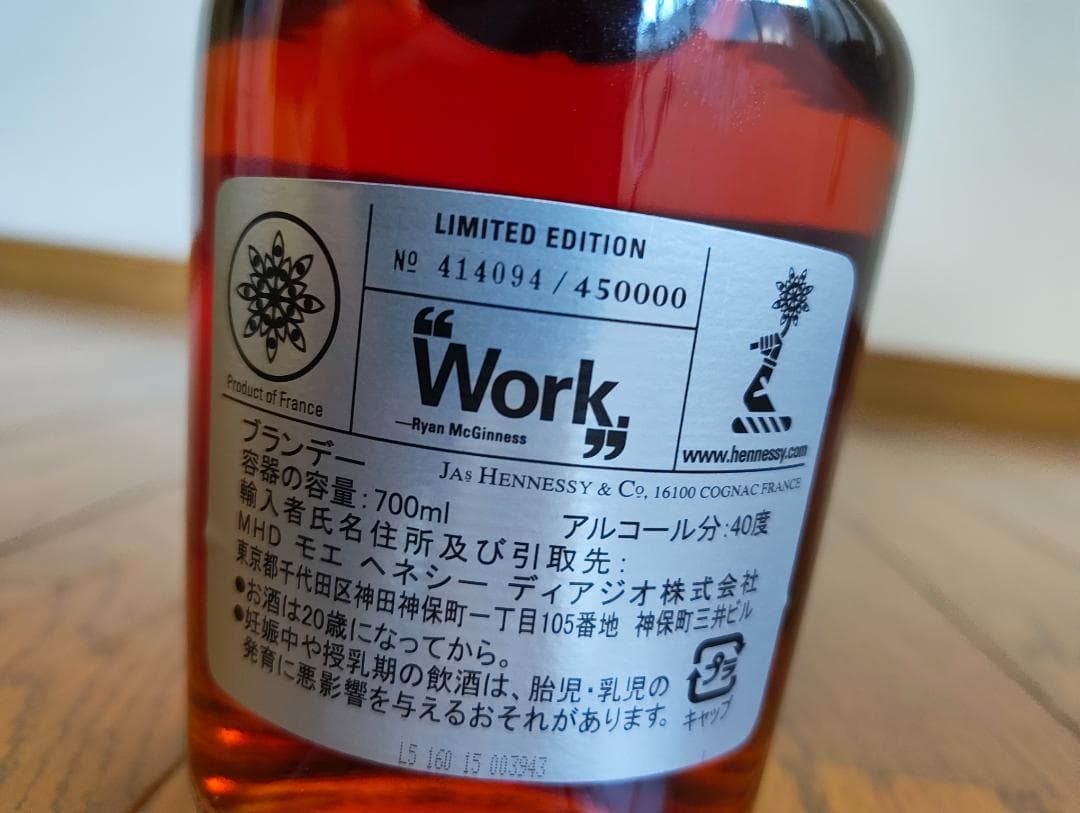 LIMITED EDITION
Nº 414094 / 450000
“Work.”
—Ryan McGinness
Product of France
www.hennessy.com
JAs HENNESSY & Cº, 16100 COGNAC FRANCE
ブランデー
容器の容量:700ml アルコール分:40度
輸入者氏名住所及び引取先:
MHD モエ ヘネシー ディアジオ株式会社
東京都千代田区神田神保町一丁目105番地 神保町三井ビル
●お酒は20歳になってから。
●妊娠中や授乳期の飲酒は、胎児・乳児の
発育に悪影響を与えるおそれがあります。
プラ
キャップ
L5 160 15 003943